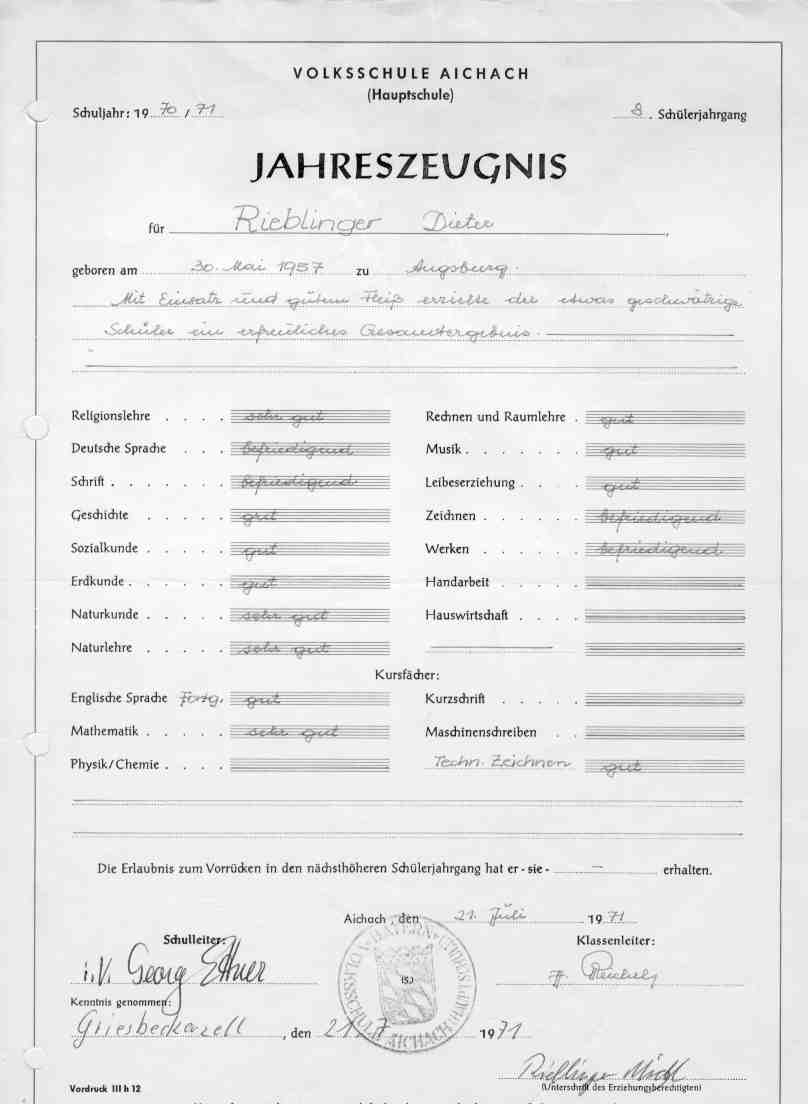 VOLKSSCHULE AICHACH
(Hauptschule)
Schuljahr: 19 70 / 71 8. Schülerjahrgang
JAHRESZEUGNIS
für Rieblinger Dieter,
geboren am 30. Mai 1957 zu Augsburg.
Mit Einsatz und gutem Fleiß erzielte der etwas geschwätzige
Schüler ein erfreuliches Gesamtergebnis.
Religionslehre . . . . sehr gut Rechnen und Raumlehre . gut
Deutsche Sprache . . . befriedigend Musik . . . . . . . gut
Schrift . . . . . . . befriedigend Leibeserziehung . . . . gut
Geschichte . . . . . gut Zeichnen . . . . . . befriedigend
Sozialkunde . . . . . gut Werken . . . . . . befriedigend
Erdkunde . . . . . . gut Handarbeit . . . . .
Naturkunde . . . . . sehr gut Hauswirtschaft . . . .
Naturlehre . . . . . sehr gut
Kursfächer:
Englische Sprache Fortg. gut Kurzschrift . . . . .
Mathematik . . . . . sehr gut Maschinenschreiben . .
Physik/Chemie . . . . Techn. Zeichnen gut
Die Erlaubnis zum Vorrücken in den nächsthöheren Schülerjahrgang hat er - sie - — erhalten.
Aichach, den 21. Juli 1971
Schulleiter: Klassenleiter:
i.V. Georg
BAYERN
VOLKSSCHULE AICHACH
Kenntnis genommen:
Griesbeckerzell, den 21.7. 1971
Rieblinger
(Unterschrift des Erziehungsberechtigten)
Vordruck III h 12